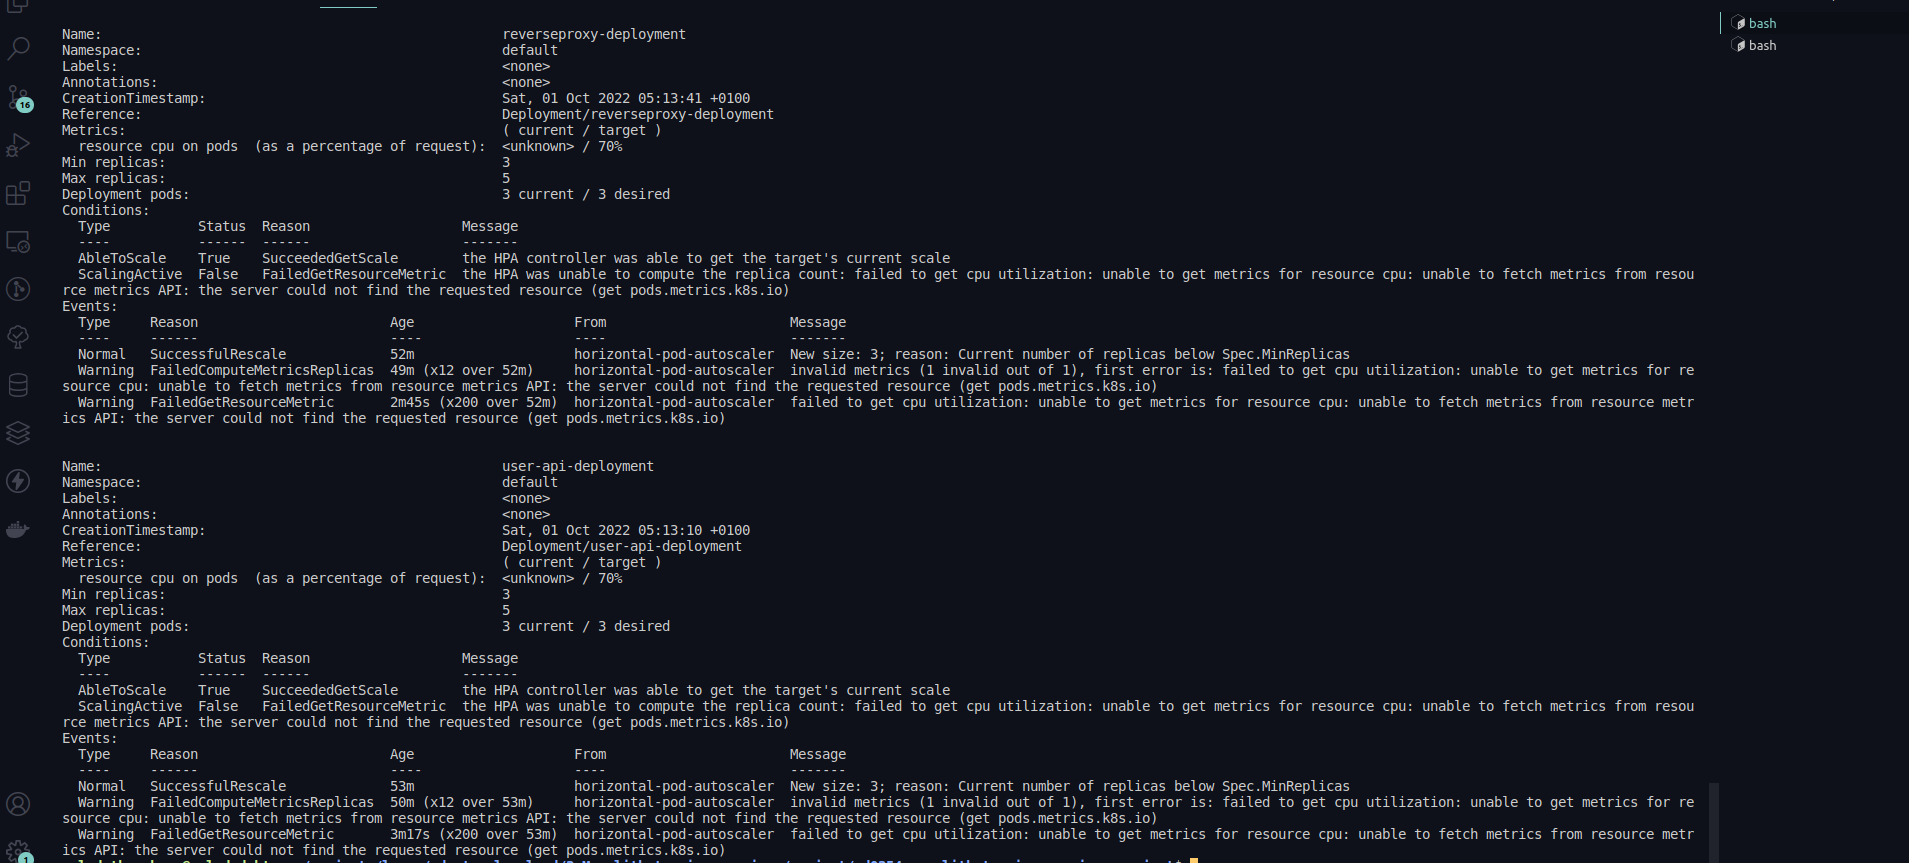 bash
bash
16
Name: reverseproxy-deployment
Namespace: default
Labels: <none>
Annotations: <none>
CreationTimestamp: Sat, 01 Oct 2022 05:13:41 +0100
Reference: Deployment/reverseproxy-deployment
Metrics: ( current / target )
resource cpu on pods (as a percentage of request): <unknown> / 70%
Min replicas: 3
Max replicas: 5
Deployment pods: 3 current / 3 desired
Conditions:
Type Status Reason Message
---- ------ ------ -------
AbleToScale True SucceededGetScale the HPA controller was able to get the target's current scale
ScalingActive False FailedGetResourceMetric the HPA was unable to compute the replica count: failed to get cpu utilization: unable to get metrics for resource cpu: unable to fetch metrics from resou
rce metrics API: the server could not find the requested resource (get pods.metrics.k8s.io)
Events:
Type Reason Age From Message
---- ------ ---- ---- -------
Normal SuccessfulRescale 52m horizontal-pod-autoscaler New size: 3; reason: Current number of replicas below Spec.MinReplicas
Warning FailedComputeMetricsReplicas 49m (x12 over 52m) horizontal-pod-autoscaler invalid metrics (1 invalid out of 1), first error is: failed to get cpu utilization: unable to get metrics for re
source cpu: unable to fetch metrics from resource metrics API: the server could not find the requested resource (get pods.metrics.k8s.io)
Warning FailedGetResourceMetric 2m45s (x200 over 52m) horizontal-pod-autoscaler failed to get cpu utilization: unable to get metrics for resource cpu: unable to fetch metrics from resource metr
ics API: the server could not find the requested resource (get pods.metrics.k8s.io)
Name: user-api-deployment
Namespace: default
Labels: <none>
Annotations: <none>
CreationTimestamp: Sat, 01 Oct 2022 05:13:10 +0100
Reference: Deployment/user-api-deployment
Metrics: ( current / target )
resource cpu on pods (as a percentage of request): <unknown> / 70%
Min replicas: 3
Max replicas: 5
Deployment pods: 3 current / 3 desired
Conditions:
Type Status Reason Message
---- ------ ------ -------
AbleToScale True SucceededGetScale the HPA controller was able to get the target's current scale
ScalingActive False FailedGetResourceMetric the HPA was unable to compute the replica count: failed to get cpu utilization: unable to get metrics for resource cpu: unable to fetch metrics from resou
rce metrics API: the server could not find the requested resource (get pods.metrics.k8s.io)
Events:
Type Reason Age From Message
---- ------ ---- ---- -------
Normal SuccessfulRescale 53m horizontal-pod-autoscaler New size: 3; reason: Current number of replicas below Spec.MinReplicas
Warning FailedComputeMetricsReplicas 50m (x12 over 53m) horizontal-pod-autoscaler invalid metrics (1 invalid out of 1), first error is: failed to get cpu utilization: unable to get metrics for re
source cpu: unable to fetch metrics from resource metrics API: the server could not find the requested resource (get pods.metrics.k8s.io)
Warning FailedGetResourceMetric 3m17s (x200 over 53m) horizontal-pod-autoscaler failed to get cpu utilization: unable to get metrics for resource cpu: unable to fetch metrics from resource metr
ics API: the server could not find the requested resource (get pods.metrics.k8s.io)
1